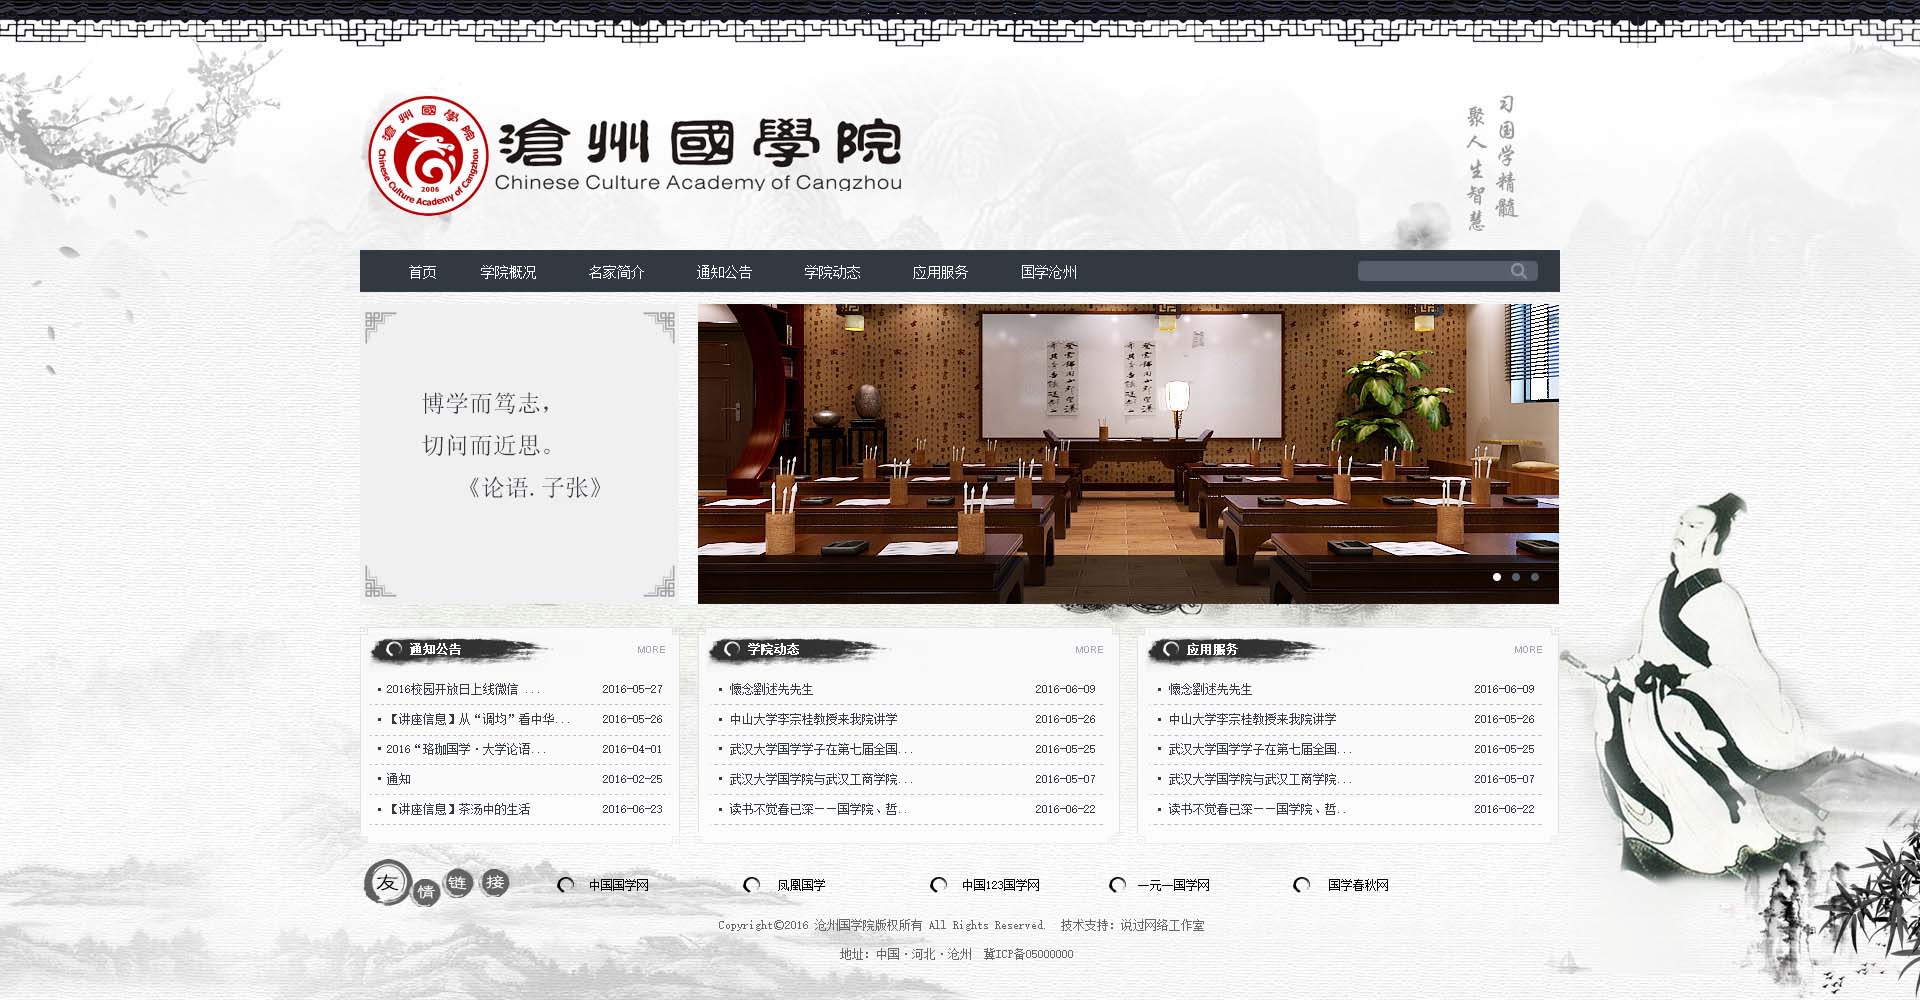 滄州國學院
Chinese Culture Academy of Cangzhou
2006
滄州國學院
Chinese Culture Academy of Cangzhou
习国学精髓
聚人生智慧
首页 学院概况 名家简介 通知公告 学院动态 应用服务 国学沧州
博学而笃志，
切问而近思。
《论语.子张》
通知公告 MORE
2016校园开放日上线微信 ... 2016-05-27
【讲座信息】从“调均”看中华... 2016-05-26
2016“珞珈国学·大学论语... 2016-04-01
通知 2016-02-25
【讲座信息】茶汤中的生活 2016-06-23
学院动态 MORE
懷念劉述先先生 2016-06-09
中山大学李宗桂教授来我院讲学 2016-05-26
武汉大学国学学子在第七届全国... 2016-05-25
武汉大学国学院与武汉工商学院... 2016-05-07
读书不觉春已深——国学院、哲.. 2016-06-22
应用服务 MORE
懷念劉述先先生 2016-06-09
中山大学李宗桂教授来我院讲学 2016-05-26
武汉大学国学学子在第七届全国... 2016-05-25
武汉大学国学院与武汉工商学院... 2016-05-07
读书不觉春已深——国学院、哲.. 2016-06-22
友情链接 中国国学网 凤凰国学 中国123国学网 一元一国学网 国学春秋网
Copyright©2016 沧州国学院版权所有 All Rights Reserved. 技术支持：说过网络工作室
地址：中国·河北·沧州 冀ICP备05000000